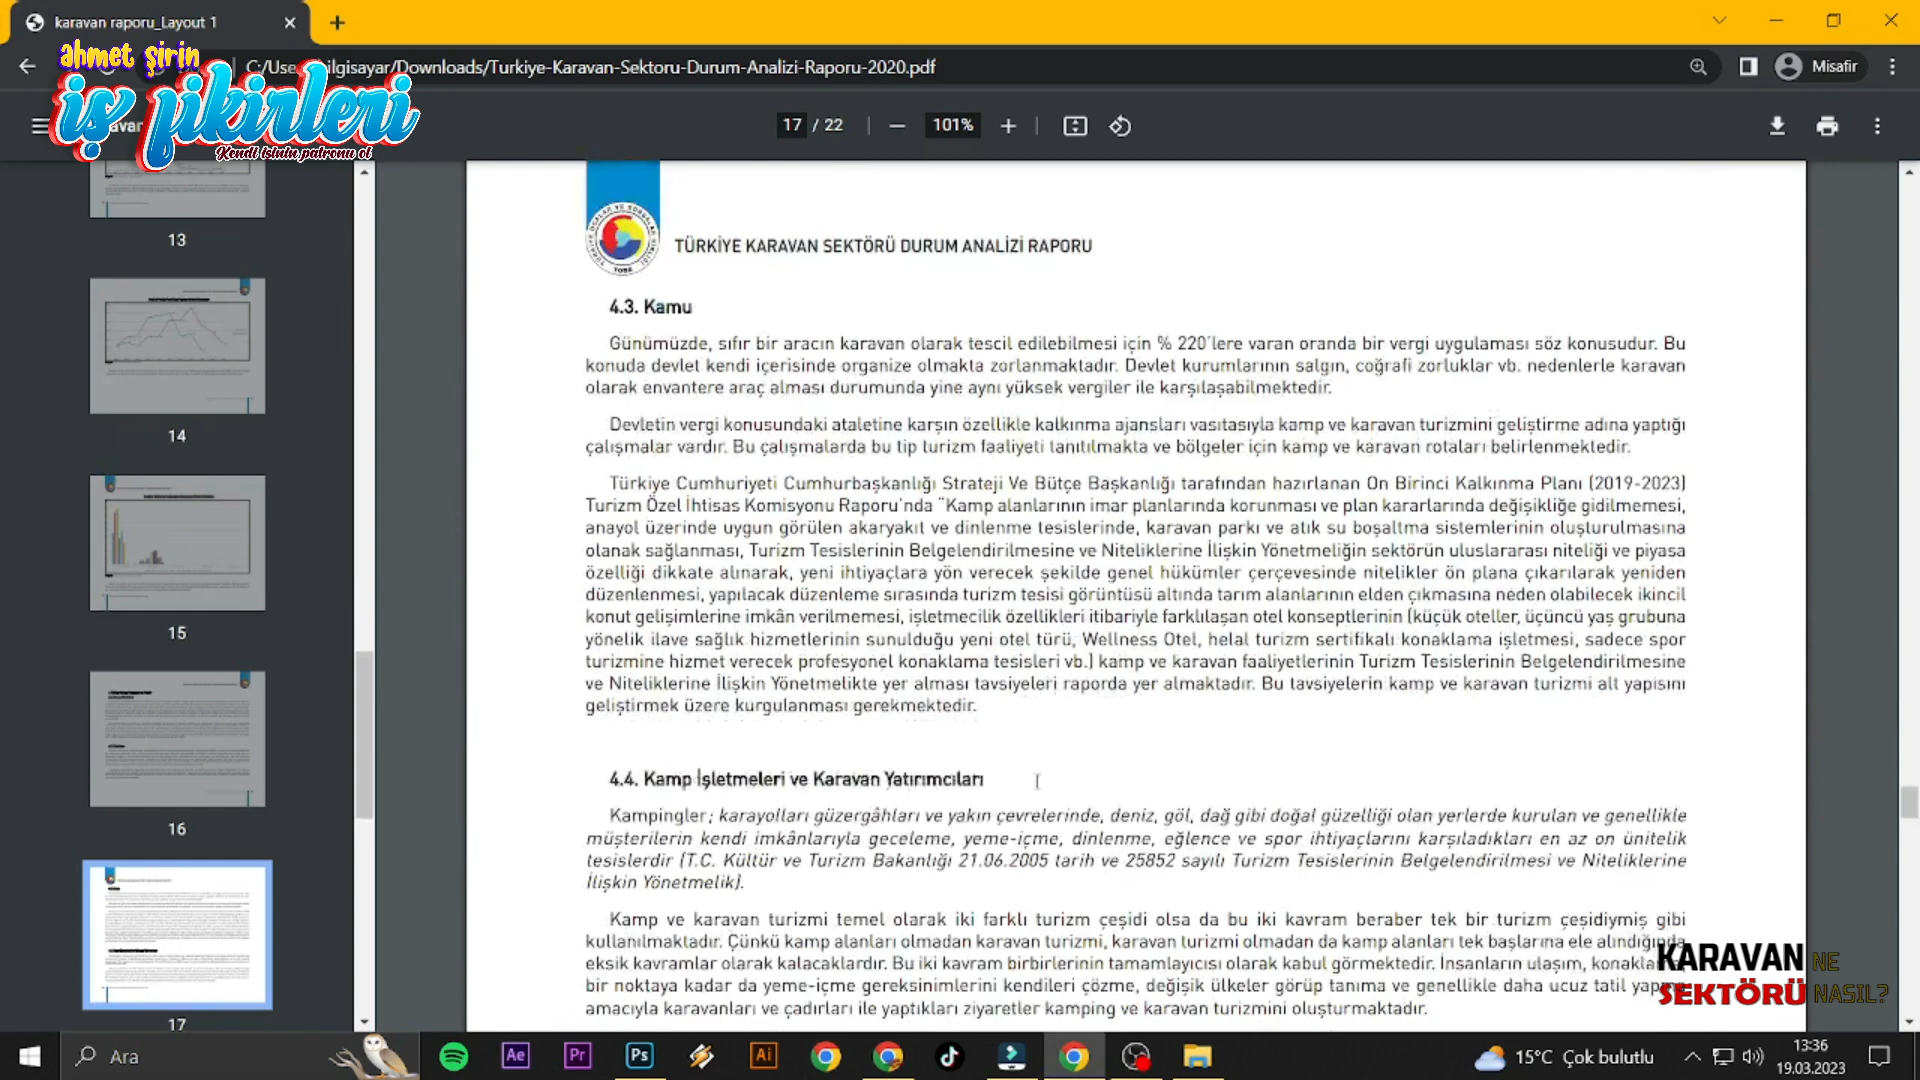 karavan raporu_Layout 1
ahmet şirin
iş fikirleri
Kendi işinin patronu ol
bilgisayar/Downloads/Turkiye-Karavan-Sektoru-Durum-Analizi-Raporu-2020.pdf
Misafir
17 / 22
101%
13
14
15
16
17
TÜRKİYE KARAVAN SEKTÖRÜ DURUM ANALİZİ RAPORU
TOBB
4.3. Kamu
Günümüzde, sıfır bir aracın karavan olarak tescil edilebilmesi için % 220'lere varan oranda bir vergi uygulaması söz konusudur. Bu
konuda devlet kendi içerisinde organize olmakta zorlanmaktadır. Devlet kurumlarının salgın, coğrafi zorluklar vb. nedenlerle karavan
olarak envantere araç alması durumunda yine aynı yüksek vergiler ile karşılaşabilmektedir.
Devletin vergi konusundaki ataletine karşın özellikle kalkınma ajansları vasıtasıyla kamp ve karavan turizmini geliştirme adına yaptığı
çalışmalar vardır. Bu çalışmalarda bu tip turizm faaliyeti tanıtılmakta ve bölgeler için kamp ve karavan rotaları belirlenmektedir.
Türkiye Cumhuriyeti Cumhurbaşkanlığı Strateji Ve Bütçe Başkanlığı tarafından hazırlanan On Birinci Kalkınma Planı (2019-2023)
Turizm Özel İhtisas Komisyonu Raporu'nda "Kamp alanlarının imar planlarında korunması ve plan kararlarında değişikliğe gidilmemesi,
anayol üzerinde uygun görülen akaryakıt ve dinlenme tesislerinde, karavan parkı ve atık su boşaltma sistemlerinin oluşturulmasına
olanak sağlanması, Turizm Tesislerinin Belgelendirilmesine ve Niteliklerine İlişkin Yönetmeliğin sektörün uluslararası niteliği ve piyasa
özelliği dikkate alınarak, yeni ihtiyaçlara yön verecek şekilde genel hükümler çerçevesinde nitelikler ön plana çıkarılarak yeniden
düzenlenmesi, yapılacak düzenleme sırasında turizm tesisi görüntüsü altında tarım alanlarının elden çıkmasına neden olabilecek ikincil
konut gelişimlerine imkân verilmemesi, işletmecilik özellikleri itibariyle farklılaşan otel konseptlerinin (küçük oteller, üçüncü yaş grubuna
yönelik ilave sağlık hizmetlerinin sunulduğu yeni otel türü, Wellness Otel, helal turizm sertifikalı konaklama işletmesi, sadece spor
turizmine hizmet verecek profesyonel konaklama tesisleri vb.) kamp ve karavan faaliyetlerinin Turizm Tesislerinin Belgelendirilmesine
ve Niteliklerine İlişkin Yönetmelikte yer alması tavsiyeleri raporda yer almaktadır. Bu tavsiyelerin kamp ve karavan turizmi alt yapısını
geliştirmek üzere kurgulanması gerekmektedir.
4.4. Kamp İşletmeleri ve Karavan Yatırımcıları
Kampingler; karayolları güzergâhları ve yakın çevrelerinde, deniz, göl, dağ gibi doğal güzelliği olan yerlerde kurulan ve genellikle
müşterilerin kendi imkânlarıyla geceleme, yeme-içme, dinlenme, eğlence ve spor ihtiyaçlarını karşıladıkları en az on ünitelik
tesislerdir (T.C. Kültür ve Turizm Bakanlığı 21.06.2005 tarih ve 25852 sayılı Turizm Tesislerinin Belgelendirilmesi ve Niteliklerine
İlişkin Yönetmelik).
Kamp ve karavan turizmi temel olarak iki farklı turizm çeşidi olsa da bu iki kavram beraber tek bir turizm çeşidiymiş gibi
kullanılmaktadır. Çünkü kamp alanları olmadan karavan turizmi, karavan turizmi olmadan da kamp alanları tek başlarına ele alındığında
eksik kavramlar olarak kalacaklardır. Bu iki kavram birbirlerinin tamamlayıcısı olarak kabul görmektedir. İnsanların ulaşım, konaklama,
bir noktaya kadar da yeme-içme gereksinimlerini kendileri çözme, değişik ülkeler görüp tanıma ve genellikle daha ucuz tatil yapma
amacıyla karavanları ve çadırları ile yaptıkları ziyaretler kamping ve karavan turizmini oluşturmaktadır.
KARAVAN NE
SEKTÖRÜ NASIL?
Ara
Ae
Pr
Ps
Ai
15°C Çok bulutlu
13:36
19.03.2023